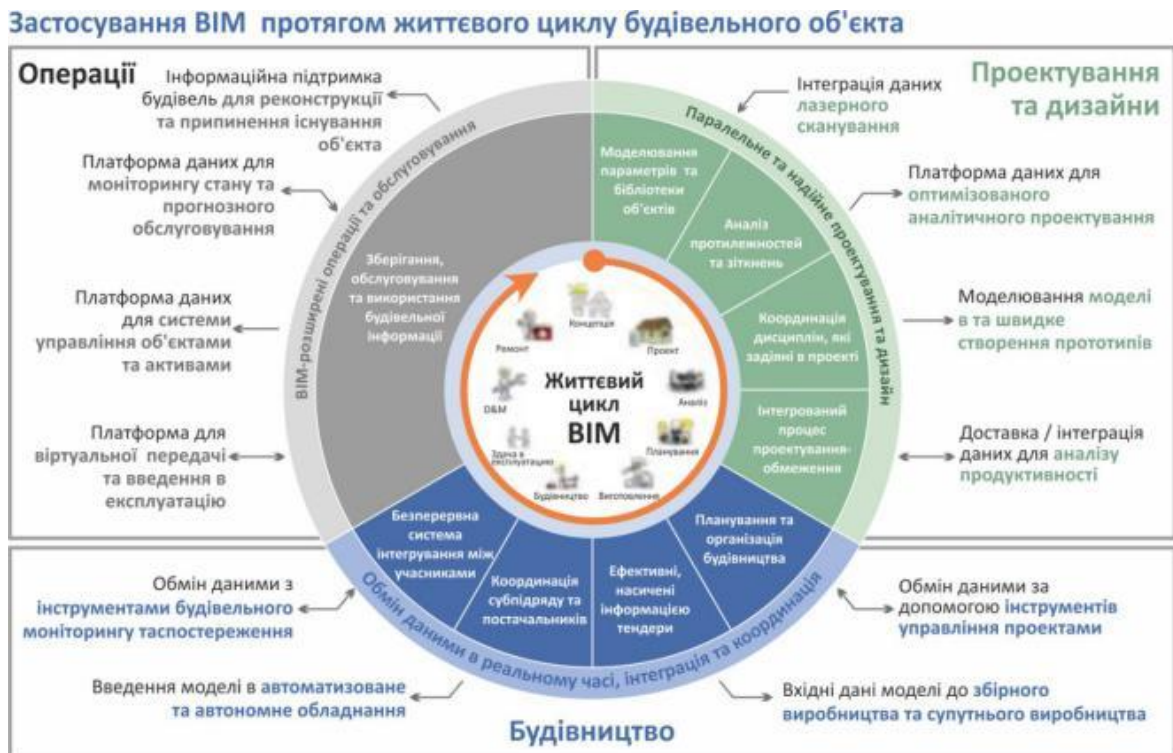 Застосування BIM протягом життєвого циклу будівельного об'єкта
Операції
Інформаційна підтримка
будівель для реконструкції
та припинення існування
об'єкта
Платформа даних для
моніторингу стану та
прогнозного
обслуговування
Платформа даних
для системи
управління об'єктами
та активами
Платформа для
віртуальної передачі
та введення в
експлуатацію
BIM-розширені операції та обслуговування
Зберігання,
обслуговування
та використання
будівельної
інформації
Проектування
та дизайни
Інтеграція даних
лазерного
сканування
Платформа даних для
оптимізованого
аналітичного проектування
Моделювання моделі
в та швидке
створення прототипів
Доставка / інтеграція
даних для аналізу
продуктивності
Паралельне та надійне проектування та дизайн
Моделювання
параметрів та
бібліотеки
об'єктів
Аналіз
протилежностей
та зіткнень
Координація
дисциплін, які
задіяні в проекті
Інтегрований
процес
проектування-
обмеження
Життєвий
цикл
BIM
Концепція
Проект
Аналіз
Планування
Виготовлення
Будівництво
Здача в
експлуатацію
O&M
Ремонт
Безперервна
система
інтегрування між
учасниками
Координація
субпідряду та
постачальників
Ефективні,
насичені
інформацією
тендери
Планування та
організація
будівництва
Обмін даними в реальному часі, інтеграція та координація
Обмін даними з
інструментами будівельного
моніторингу таспостереження
Введення моделі в автоматизоване
та автономне обладнання
Обмін даними за
допомогою інструментів
управління проектами
Вхідні дані моделі до збірного
виробництва та супутнього виробництва
Будівництво